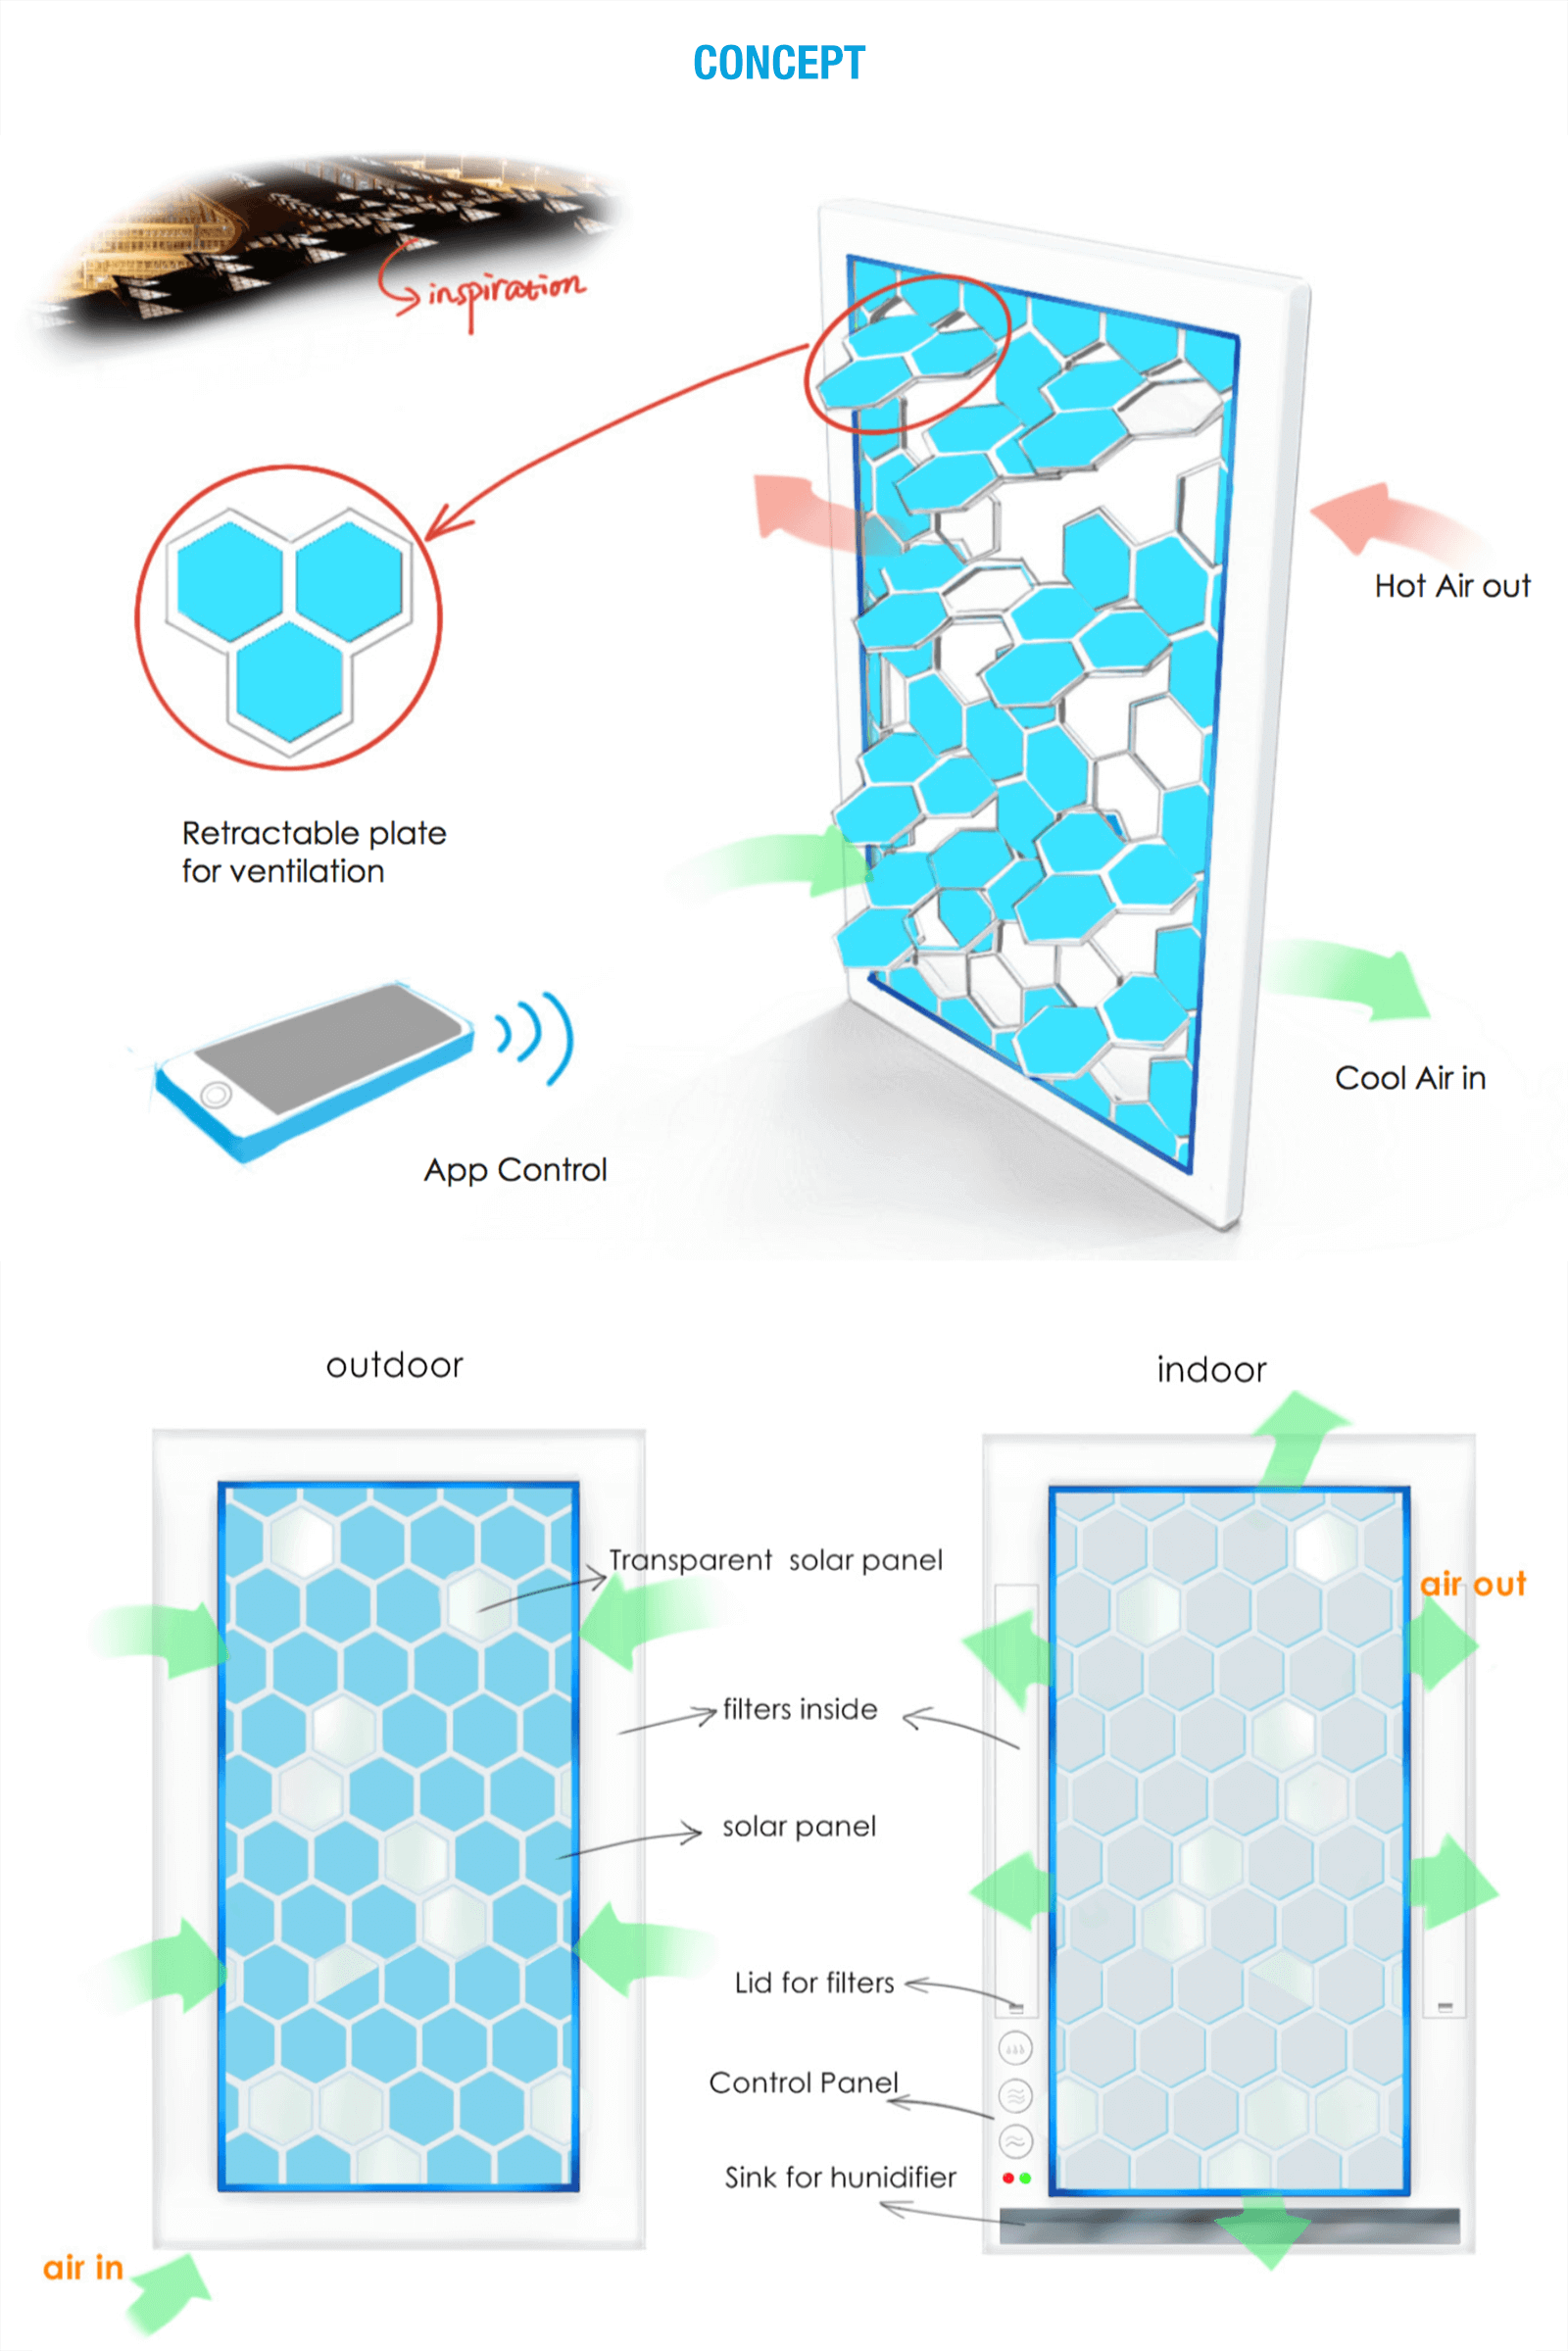 CONCEPT
inspiration
Hot Air out
Retractable plate
for ventilation
Cool Air in
App Control
outdoor
indoor
Transparent solar panel
air out
filters inside
solar panel
Lid for filters
Control Panel
Sink for hunidifier
air in